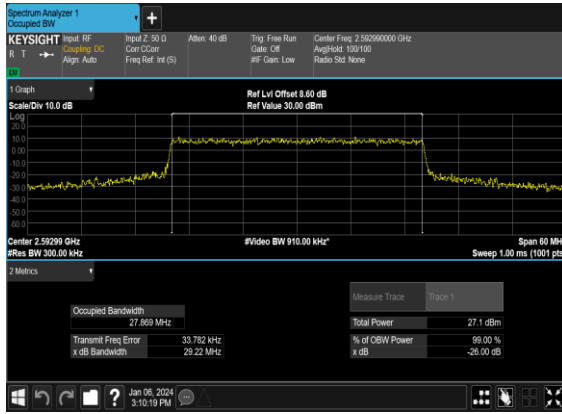 Spectrum Analyzer 1
Occupied BW
+
KEYSIGHT
R T
LXI
Input: RF
Coupling: DC
Align: Auto
Input Z: 50 Ω
Corr CCorr
Freq Ref: Int (S)
Atten: 40 dB
Trig: Free Run
Gate: Off
#IF Gain: Low
Center Freq: 2.592990000 GHz
Avg|Hold: 100/100
Radio Std: None
1 Graph
Scale/Div 10.0 dB
Ref Lvl Offset 8.60 dB
Ref Value 30.00 dBm
Log
20.0
10.0
0.00
-10.0
-20.0
-30.0
-40.0
-50.0
-60.0
Center 2.59299 GHz
#Res BW 300.00 kHz
#Video BW 910.00 kHz*
Span 60 MH
Sweep 1.00 ms (1001 pts
2 Metrics
Measure Trace
Trace 1
Occupied Bandwidth
27.869 MHz
Total Power
27.1 dBm
Transmit Freq Error
33.782 kHz
% of OBW Power
99.00 %
x dB Bandwidth
29.22 MHz
x dB
-26.00 dB
?
Jan 06, 2024
3:10:19 PM